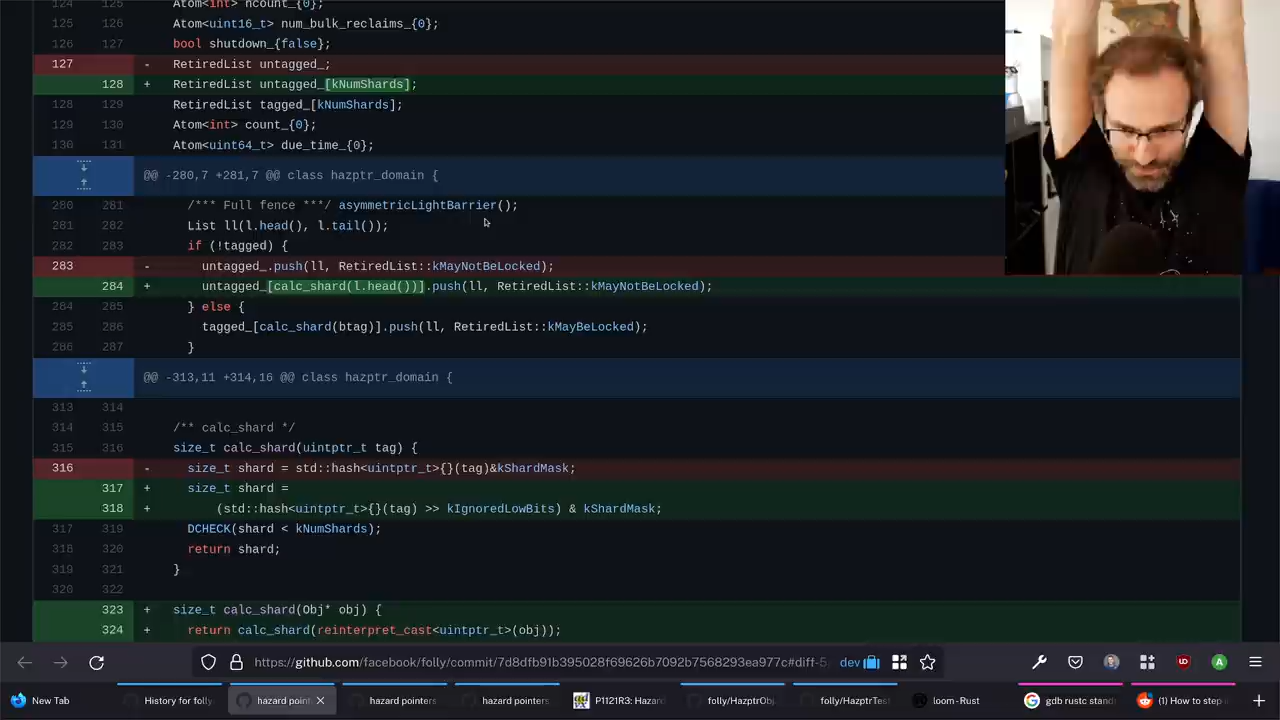 124 125 Atom<int> ncount_{0};
125 126 Atom<uint16_t> num_bulk_reclaims_{0};
126 127 bool shutdown_{false};
127 - RetiredList untagged_;
128 + RetiredList untagged_[kNumShards];
128 129 RetiredList tagged_[kNumShards];
129 130 Atom<int> count_{0};
130 131 Atom<uint64_t> due_time_{0};
@@ -280,7 +281,7 @@ class hazptr_domain {
280 281 /*** Full fence ***/ asymmetricLightBarrier();
281 282 List ll(l.head(), l.tail());
282 283 if (!tagged) {
283 - untagged_.push(ll, RetiredList::kMayNotBeLocked);
284 + untagged_[calc_shard(l.head())].push(ll, RetiredList::kMayNotBeLocked);
284 285 } else {
285 286 tagged_[calc_shard(btag)].push(ll, RetiredList::kMayBeLocked);
286 287 }
@@ -313,11 +314,16 @@ class hazptr_domain {
313 314
314 315 /** calc_shard */
315 316 size_t calc_shard(uintptr_t tag) {
316 - size_t shard = std::hash<uintptr_t>{}(tag)&kShardMask;
317 + size_t shard =
318 + (std::hash<uintptr_t>{}(tag) >> kIgnoredLowBits) & kShardMask;
317 319 DCHECK(shard < kNumShards);
318 320 return shard;
319 321 }
320 322
323 + size_t calc_shard(Obj* obj) {
324 + return calc_shard(reinterpret_cast<uintptr_t>(obj));
https://github.com/facebook/folly/commit/7d8dfb91b395028f69626b7092b7568293ea977c#diff-5 dev
New Tab History for folly hazard point hazard pointers hazard pointers P1121R3: Hazard folly/HazptrObj folly/HazptrTest loom - Rust gdb rustc stand (1) How to step i